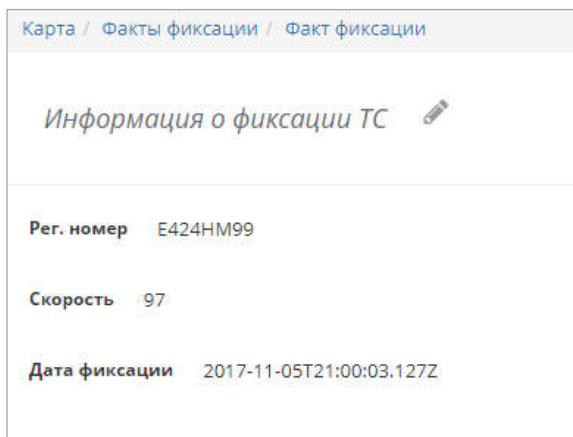 Карта / Факты фиксации / Факт фиксации
Информация о фиксации ТС
Рег. номер E424HM99
Скорость 97
Дата фиксации 2017-11-05T21:00:03.127Z